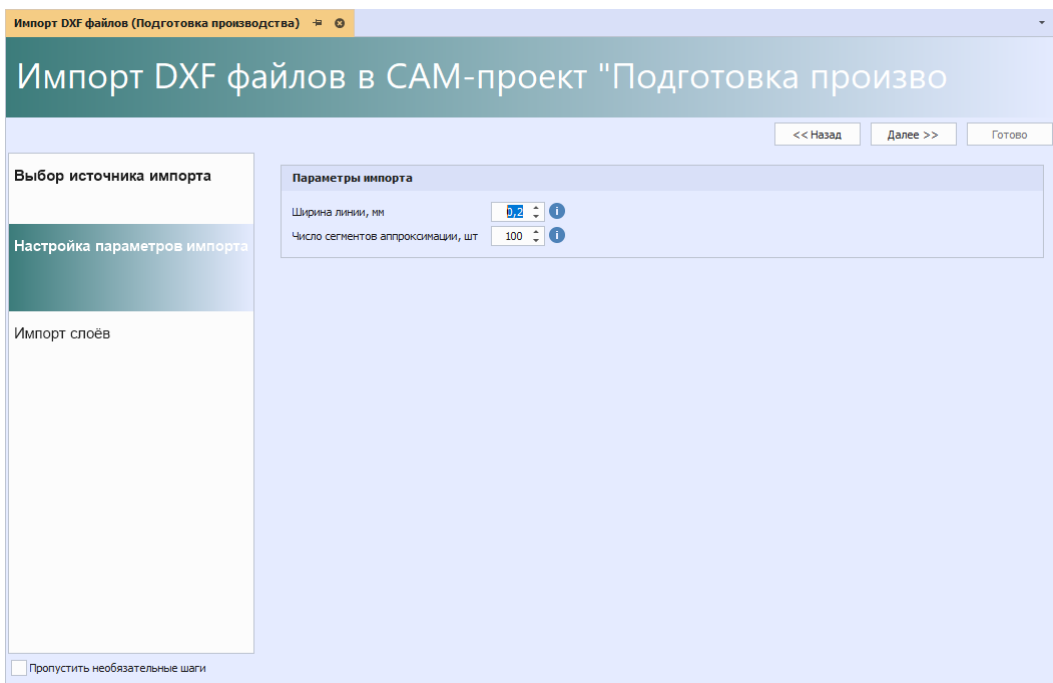 Импорт DXF файлов (Подготовка производства)
Импорт DXF файлов в CAM-проект "Подготовка произво
<< Назад
Далее >>
Готово
Выбор источника импорта
Настройка параметров импорта
Импорт слоёв
Параметры импорта
Ширина линии, мм 0,2
Число сегментов аппроксимации, шт 100
Пропустить необязательные шаги